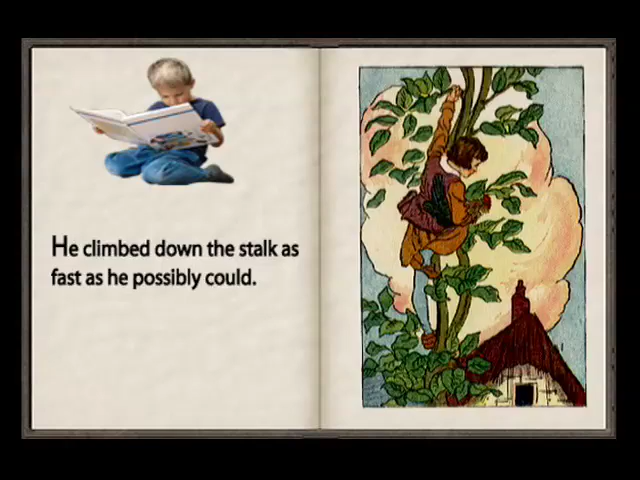 He climbed down the stalk as
fast as he possibly could.